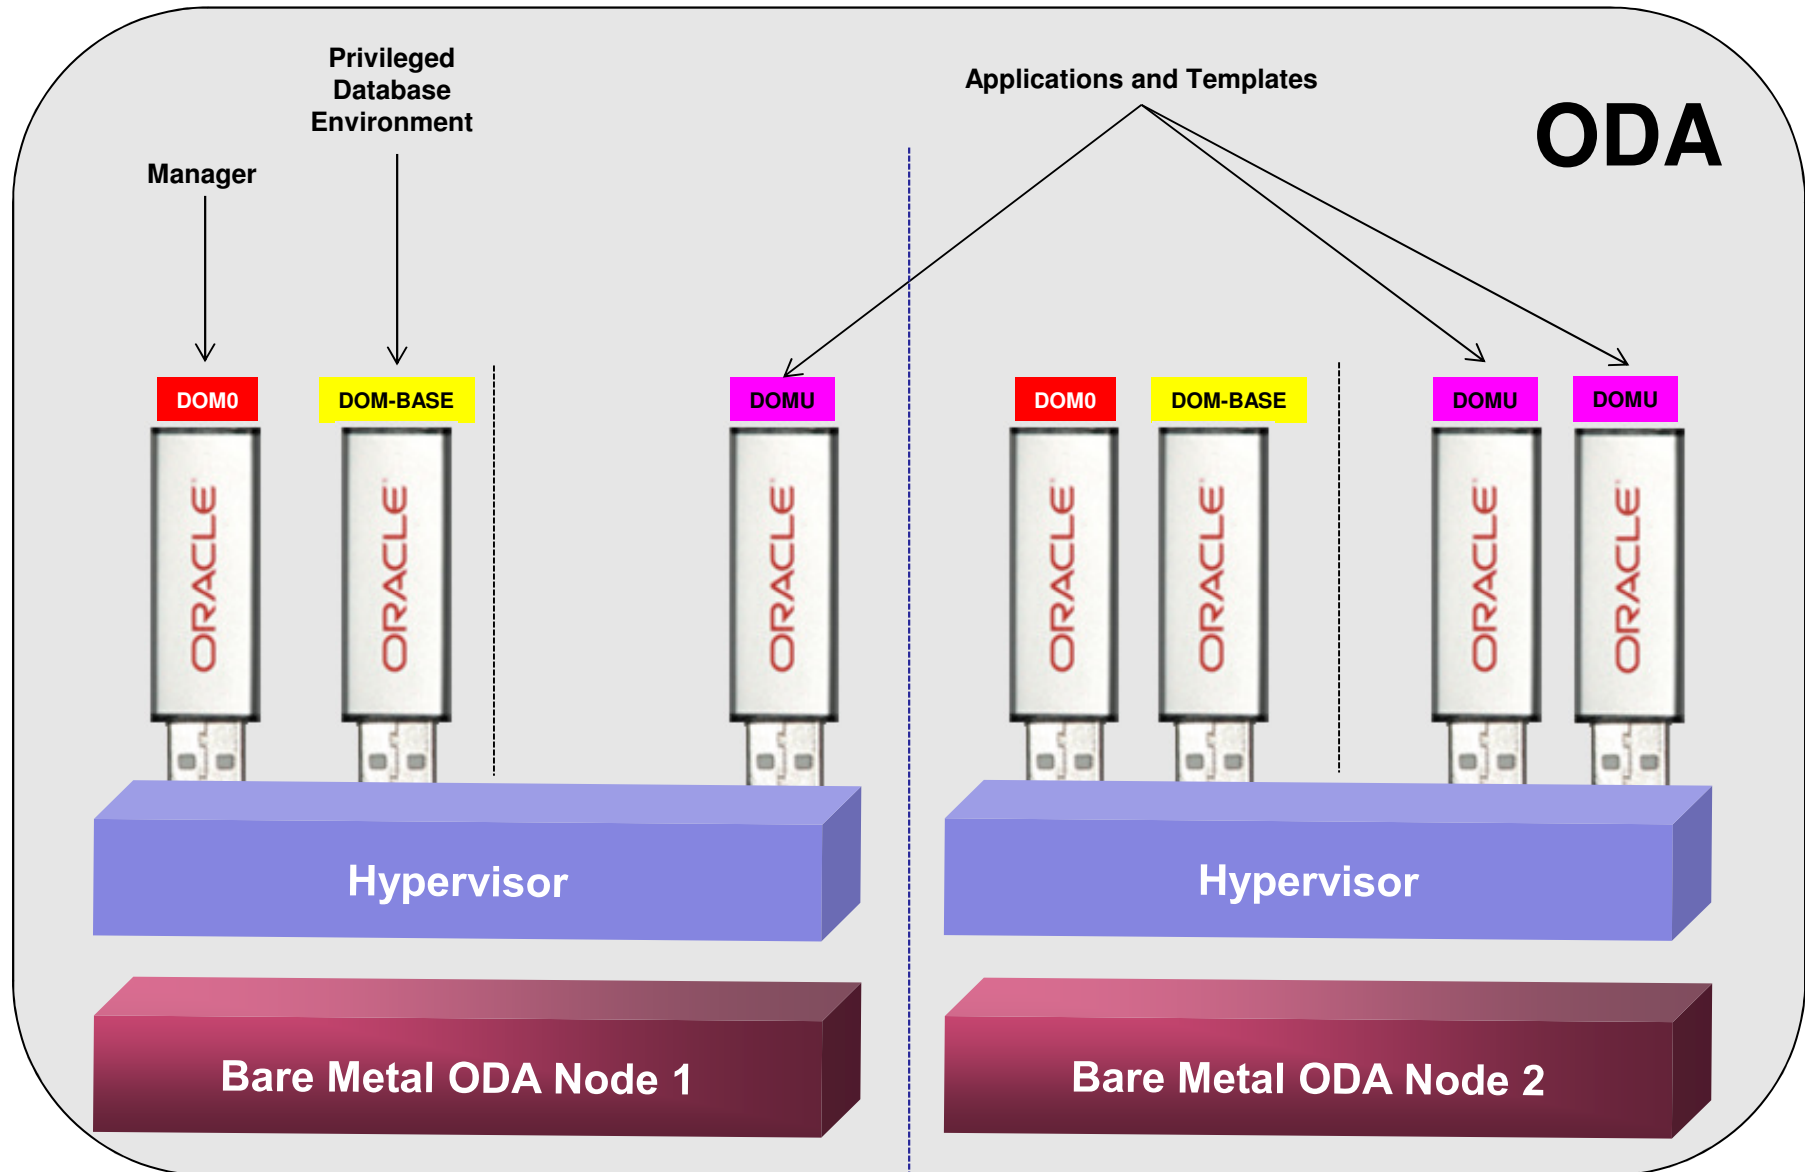 Privileged
Database
Environment
Applications and Templates
ODA
Manager
DOM0
DOM-BASE
DOMU
DOM0
DOM-BASE
DOMU
DOMU
ORACLE
ORACLE
ORACLE
ORACLE
ORACLE
ORACLE
ORACLE
Hypervisor
Hypervisor
Bare Metal ODA Node 1
Bare Metal ODA Node 2